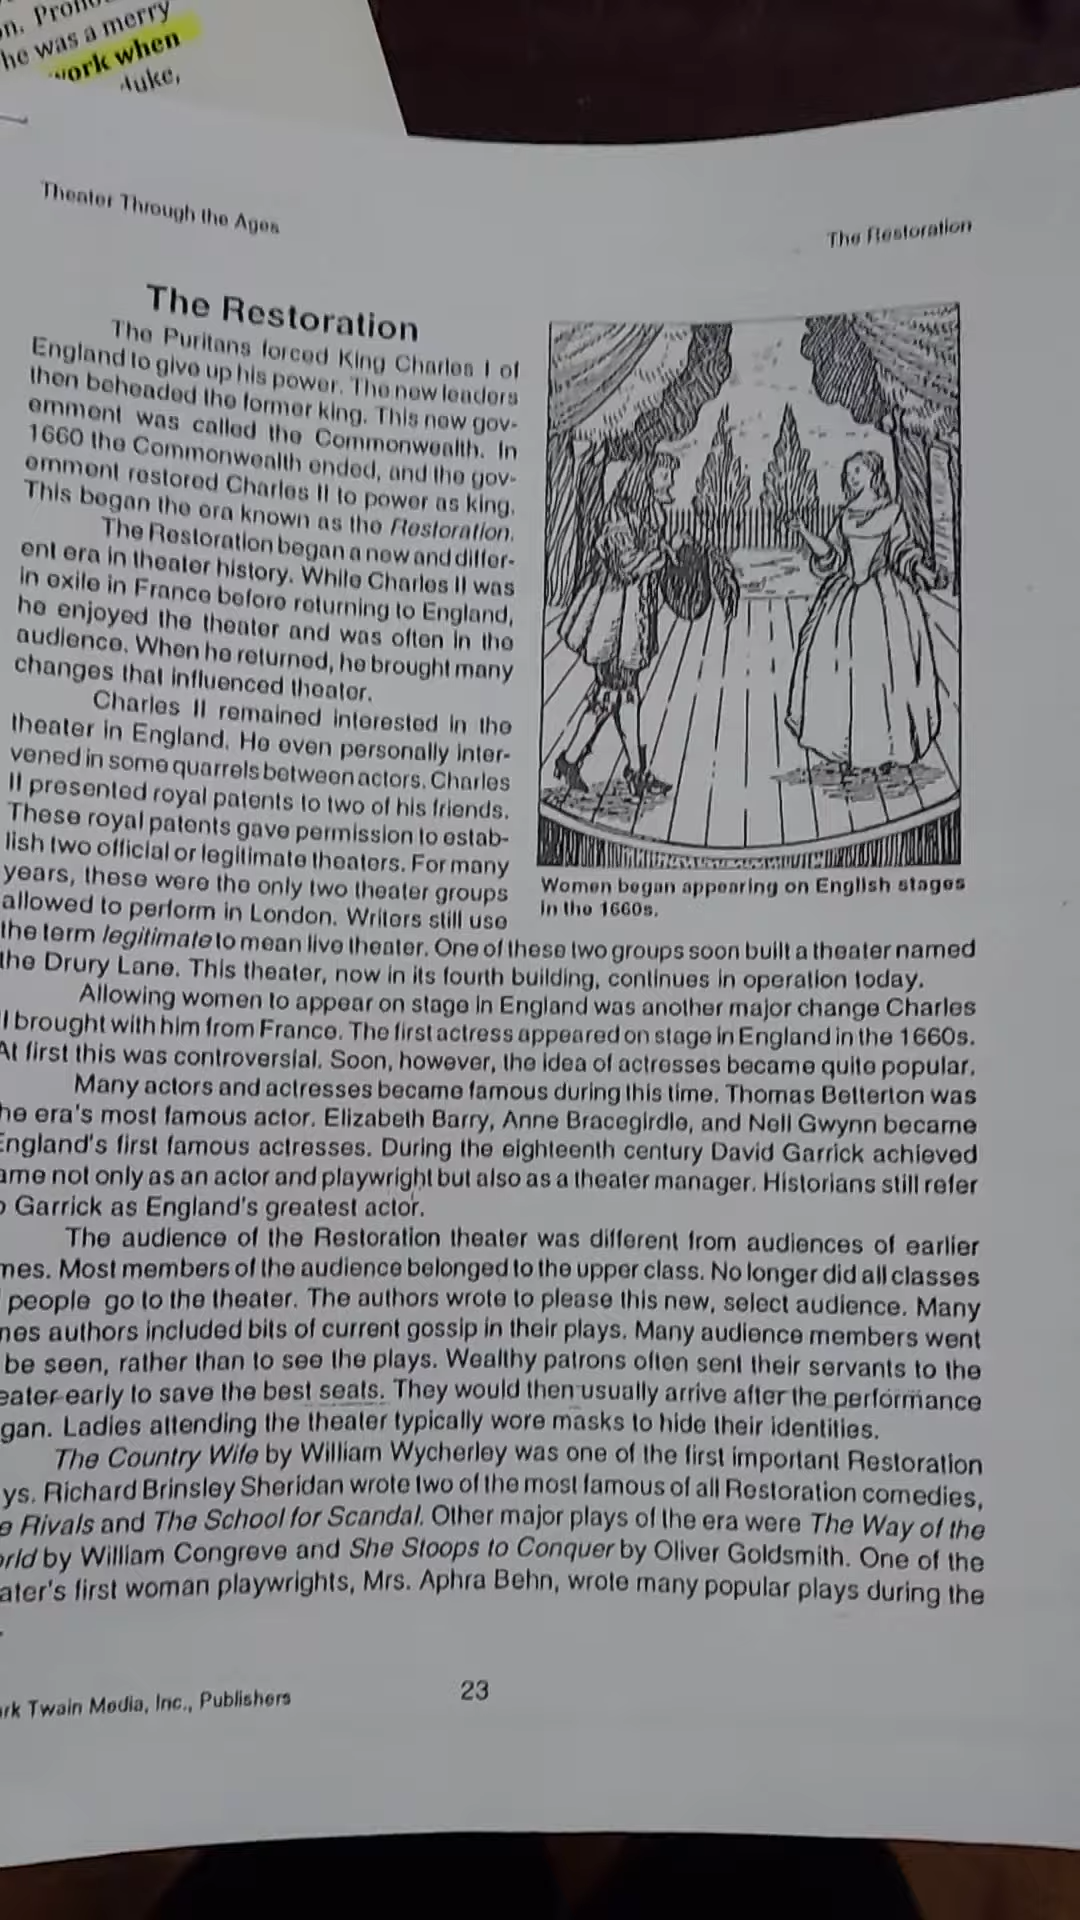 on.
he was a merry
work when
duke,
Theater Through the Ages
The Restoration
The Restoration
The Puritans forced King Charles I of
England to give up his power. The new leaders
then beheaded the former king. This new gov-
ernment was called the Commonwealth. In
1660 the Commonwealth ended, and the gov-
ernment restored Charles II to power as king.
This began the era known as the Restoration.
The Restoration began a new and differ-
ent era in theater history. While Charles II was
in exile in France before returning to England,
he enjoyed the theater and was often in the
audience. When he returned, he brought many
changes that influenced theater.
Charles II remained interested in the
theater in England. He even personally inter-
vened in some quarrels between actors. Charles
II presented royal patents to two of his friends.
These royal patents gave permission to estab-
lish two official or legitimate theaters. For many
years, these were the only two theater groups
allowed to perform in London. Writers still use
the term legitimate to mean live theater. One of these two groups soon built a theater named
the Drury Lane. This theater, now in its fourth building, continues in operation today.
Women began appearing on English stages
in the 1660s.
Allowing women to appear on stage in England was another major change Charles
II brought with him from France. The first actress appeared on stage in England in the 1660s.
At first this was controversial. Soon, however, the idea of actresses became quite popular.
Many actors and actresses became famous during this time. Thomas Betterton was
he era's most famous actor. Elizabeth Barry, Anne Bracegirdle, and Nell Gwynn became
England's first famous actresses. During the eighteenth century David Garrick achieved
ame not only as an actor and playwright but also as a theater manager. Historians still refer
o Garrick as England's greatest actor.
The audience of the Restoration theater was different from audiences of earlier
mes. Most members of the audience belonged to the upper class. No longer did all classes
people go to the theater. The authors wrote to please this new, select audience. Many
mes authors included bits of current gossip in their plays. Many audience members went
be seen, rather than to see the plays. Wealthy patrons often sent their servants to the
eater early to save the best seats. They would then usually arrive after the performance
gan. Ladies attending the theater typically wore masks to hide their identities.
The Country Wife by William Wycherley was one of the first important Restoration
ys. Richard Brinsley Sheridan wrote two of the most famous of all Restoration comedies,
e Rivals and The School for Scandal. Other major plays of the era were The Way of the
orld by William Congreve and She Stoops to Conquer by Oliver Goldsmith. One of the
ater's first woman playwrights, Mrs. Aphra Behn, wrote many popular plays during the
ark Twain Media, Inc., Publishers
23